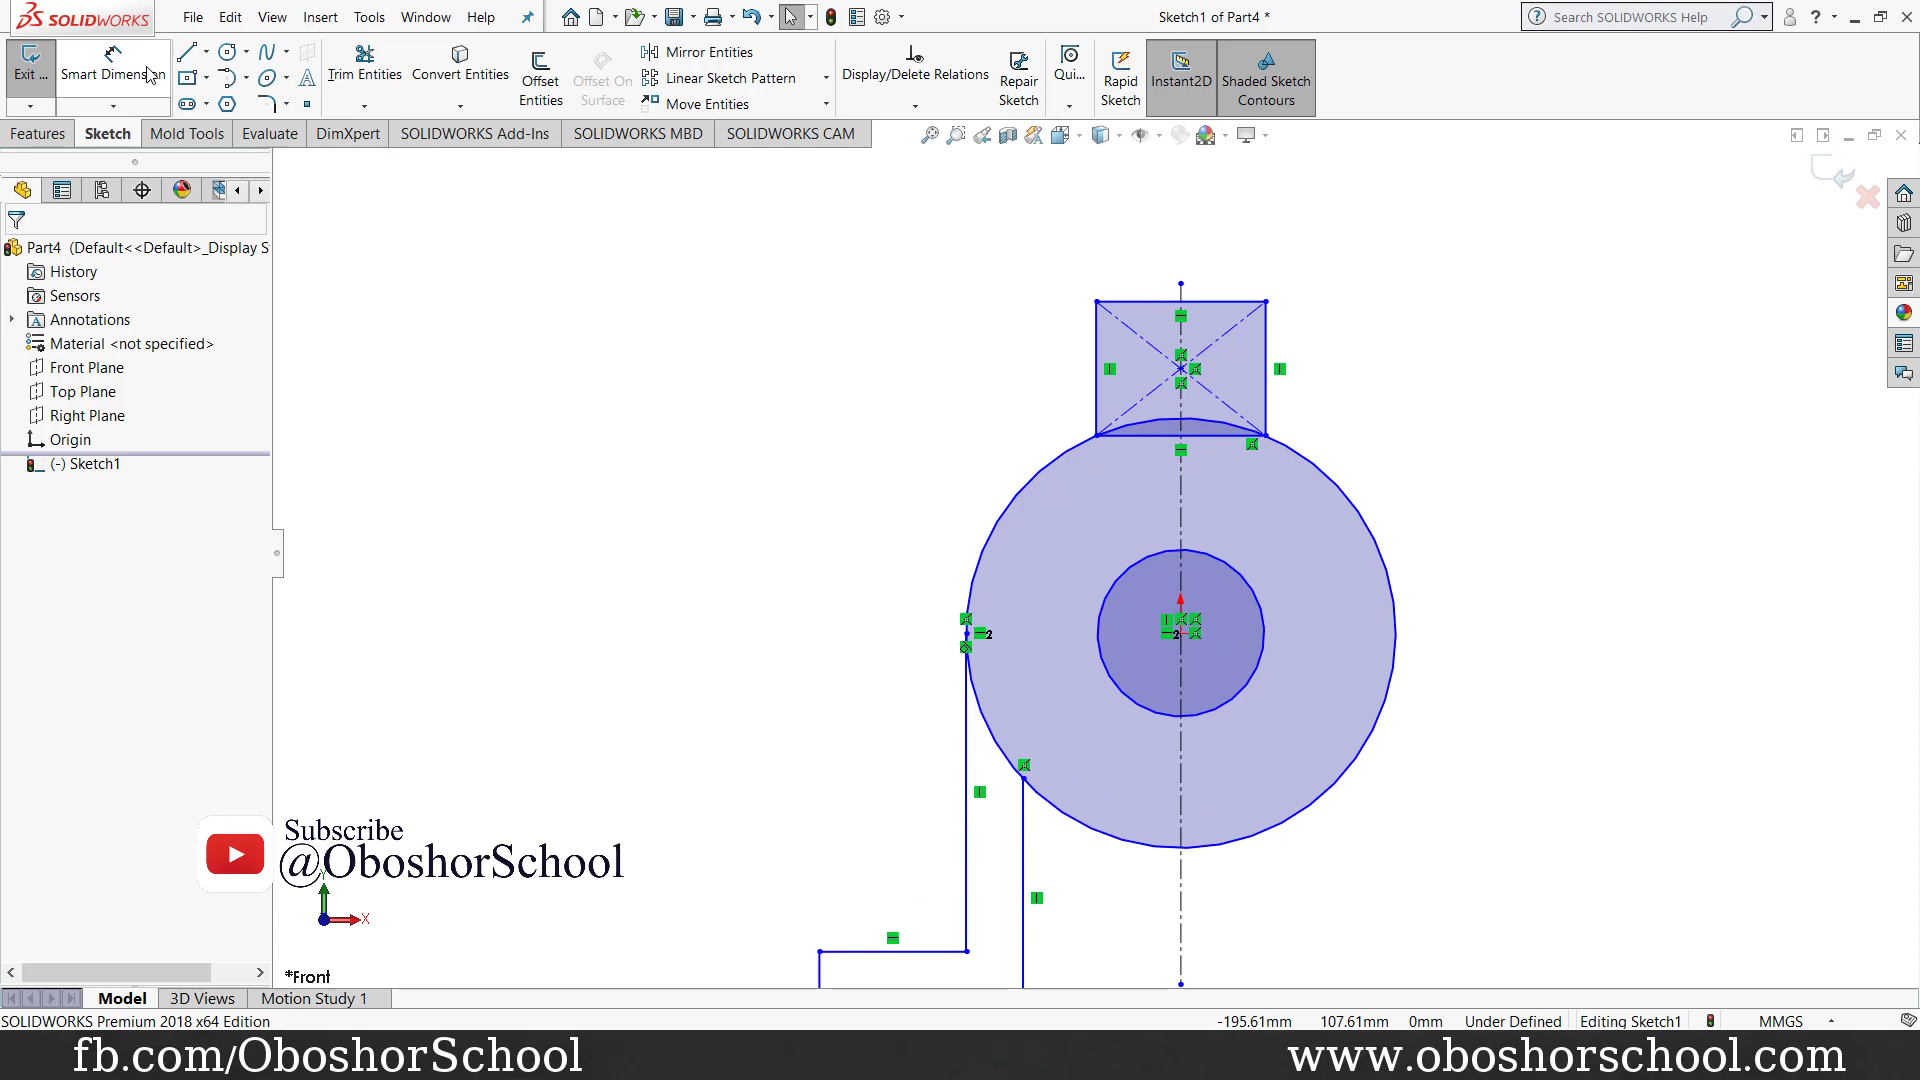 SOLIDWORKS
File Edit View Insert Tools Window Help
Sketch1 of Part4 *
Search SOLIDWORKS Help
Exit ...
Smart Dimension
Trim Entities
Convert Entities
Offset
Entities
Offset On
Surface
Mirror Entities
Linear Sketch Pattern
Move Entities
Display/Delete Relations
Repair
Sketch
Qui...
Rapid
Sketch
Instant2D
Shaded Sketch
Contours
Features Sketch Mold Tools Evaluate DimXpert SOLIDWORKS Add-Ins SOLIDWORKS MBD SOLIDWORKS CAM
Part4 (Default<<Default>_Display S
History
Sensors
Annotations
Material <not specified>
Front Plane
Top Plane
Right Plane
Origin
(-) Sketch1
2
2
Subscribe
@OboshorSchool
Y
X
*Front
Model 3D Views Motion Study 1
SOLIDWORKS Premium 2018 x64 Edition
-195.61mm 107.61mm 0mm Under Defined Editing Sketch1 MMGS
fb.com/OboshorSchool
www.oboshorschool.com